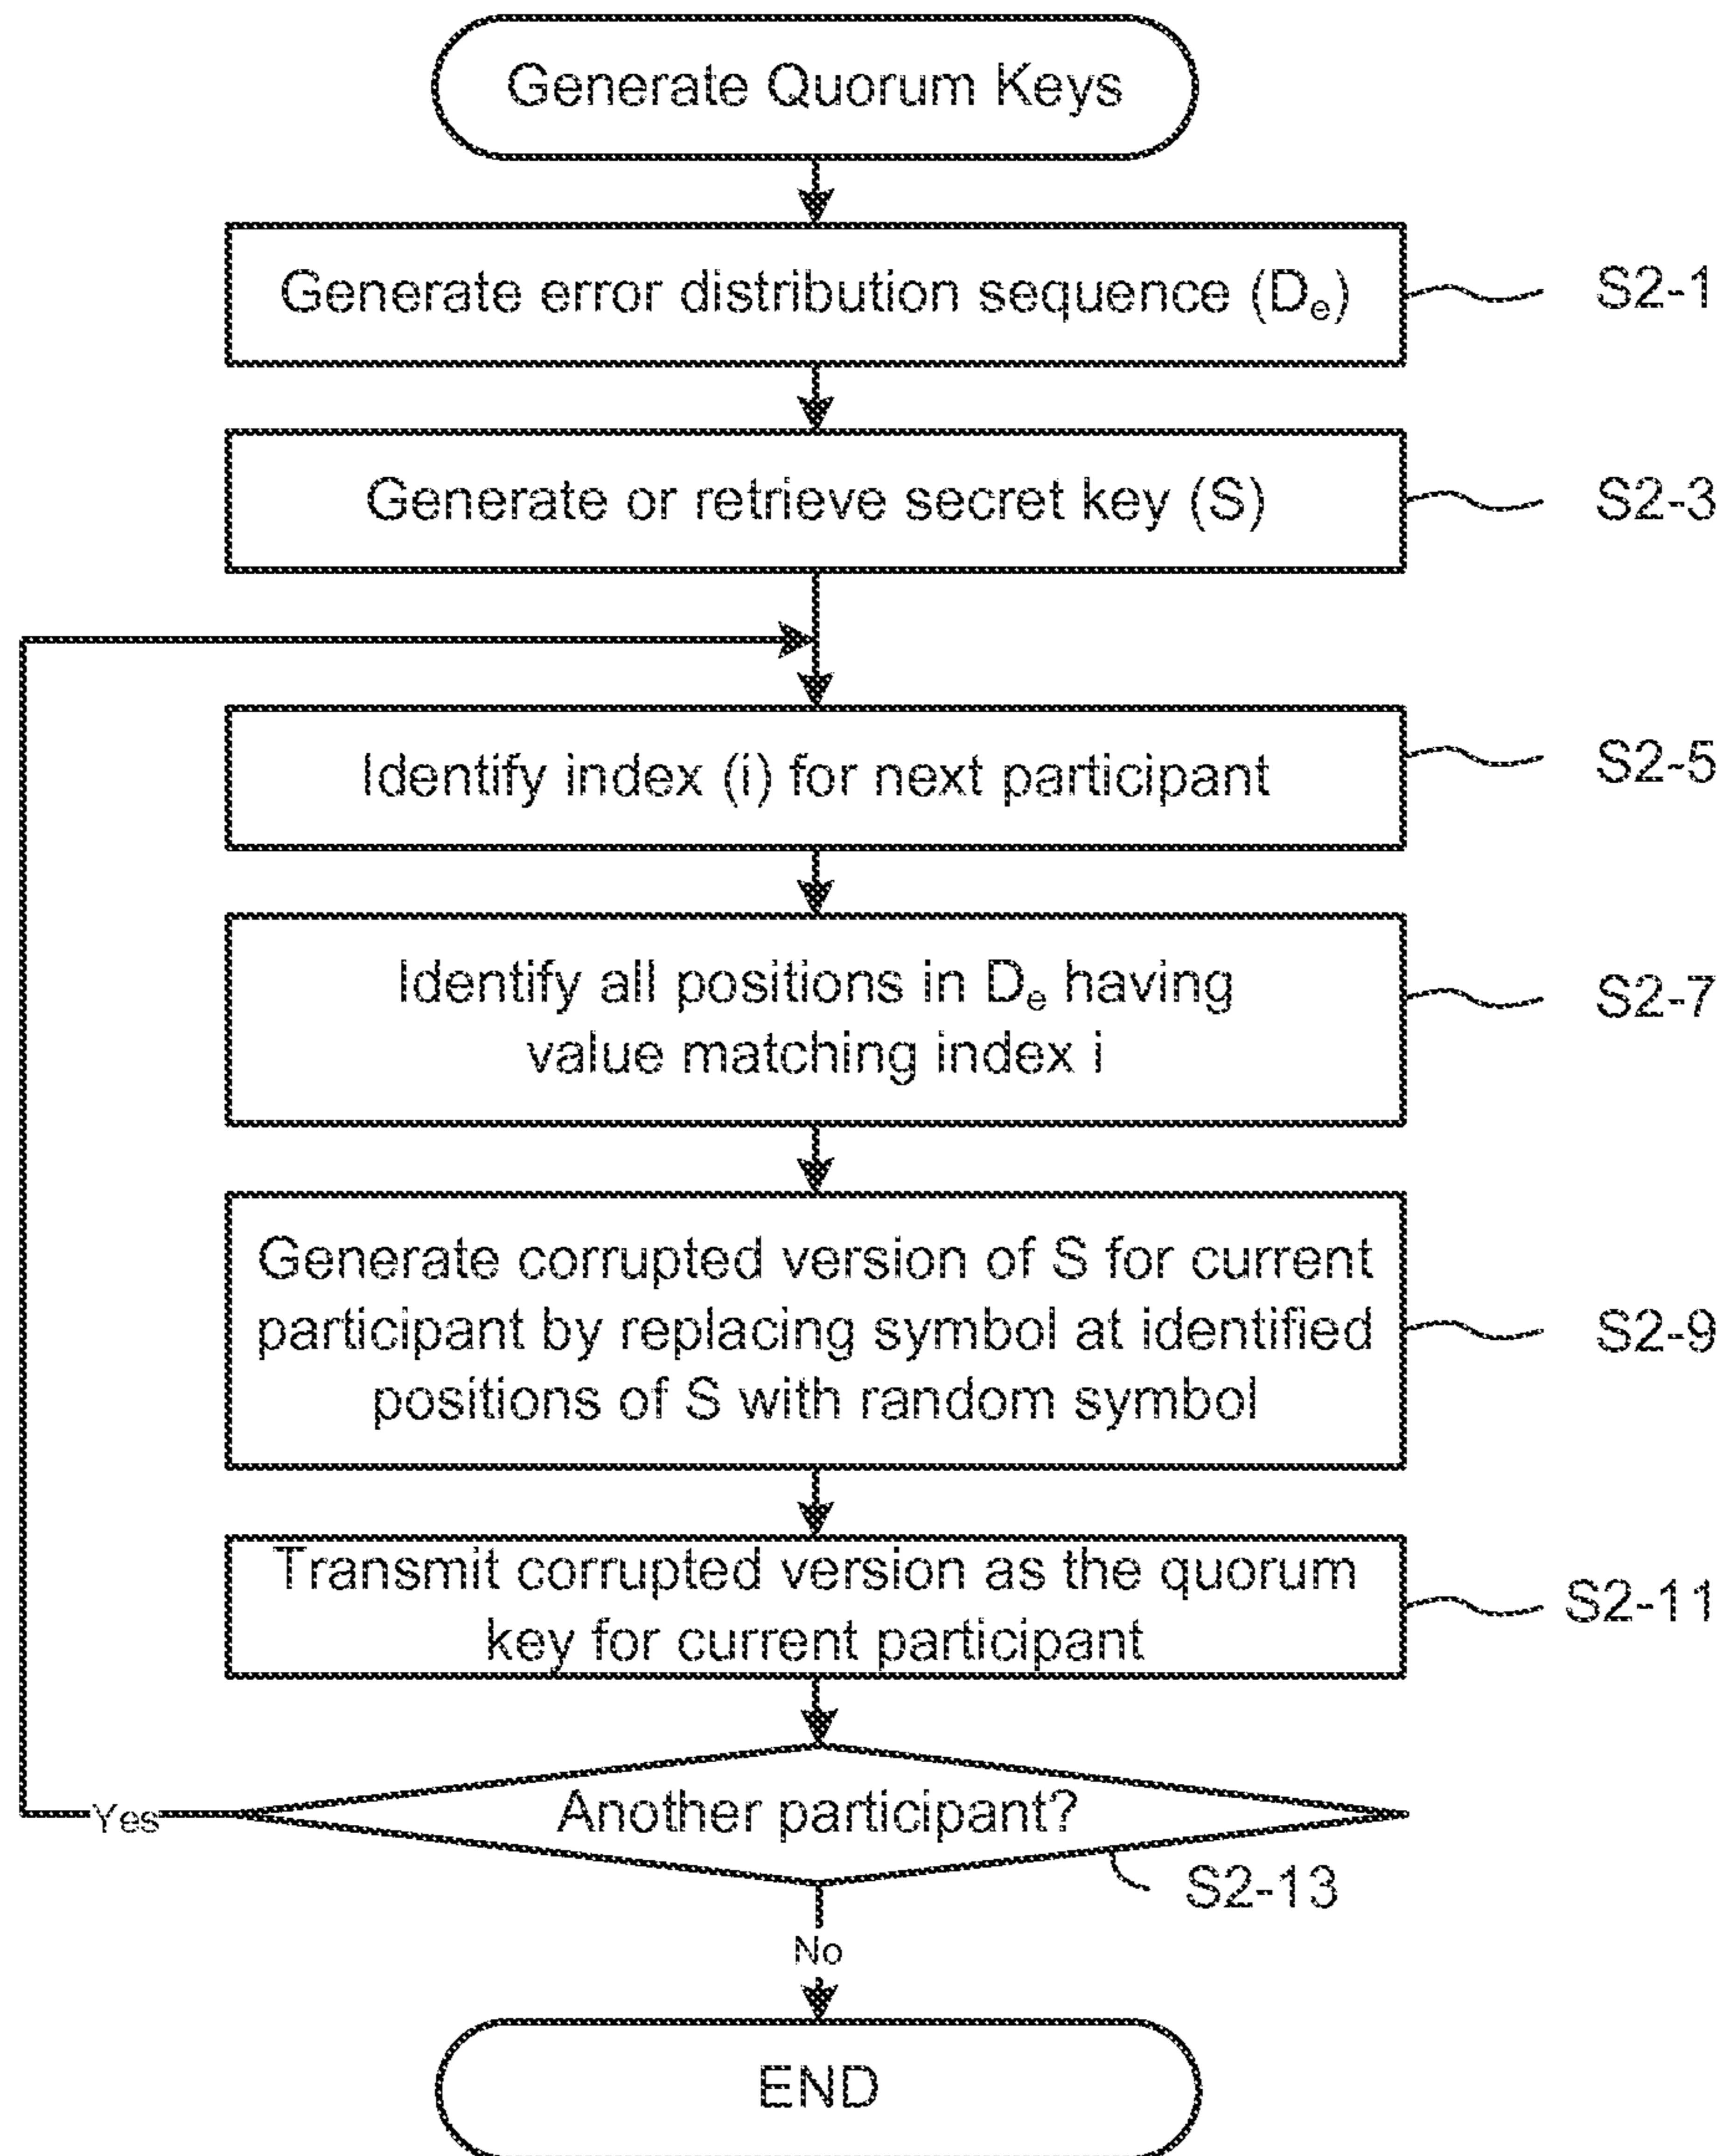 Generate Quorum Keys
Generate error distribution sequence (Dₑ)
S2-1
Generate or retrieve secret key (S)
S2-3
Identify index (i) for next participant
S2-5
Identify all positions in Dₑ having
value matching index i
S2-7
Generate corrupted version of S for current
participant by replacing symbol at identified
positions of S with random symbol
S2-9
Transmit corrupted version as the quorum
key for current participant
S2-11
Another participant?
Yes
S2-13
No
END